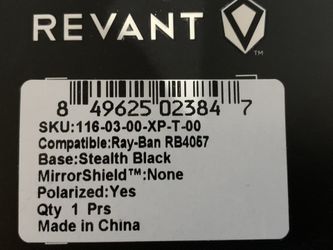 REVANT
TM
8 49625 02384 7
SKU:116-03-00-XP-T-00
Compatible:Ray-Ban RB4057
Base:Stealth Black
MirrorShield™:None
Polarized:Yes
Qty 1 Prs
Made in China